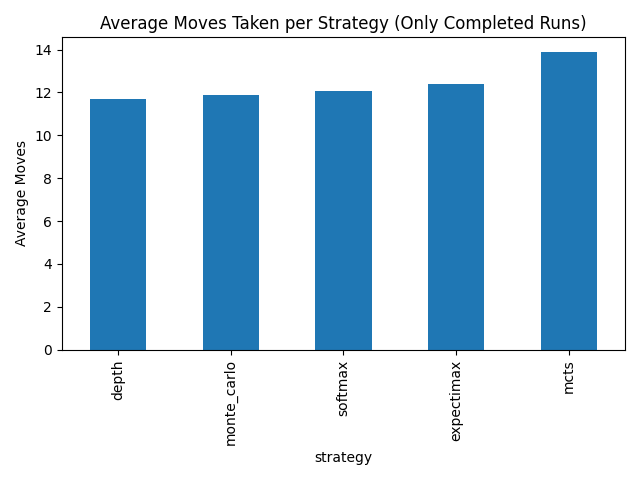 Average Moves Taken per Strategy (Only Completed Runs)
Average Moves
14
12
10
8
6
4
2
0
depth
monte_carlo
softmax
expectimax
mcts
strategy